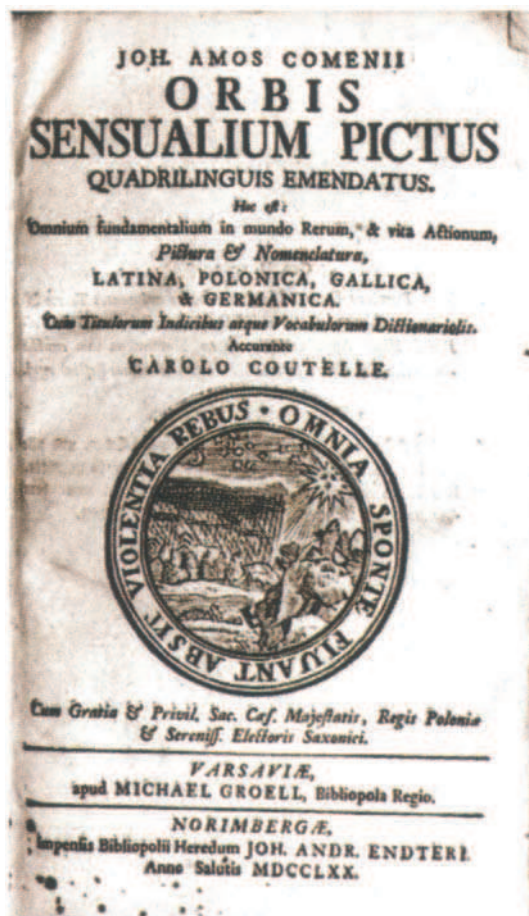 JOH. AMOS COMENII
ORBIS
SENSUALIUM PICTUS
QUADRILINGUIS EMENDATUS.
Hoc eſt:
Omnium fundamentalium in mundo Rerum, & vita Actionum,
Pictura & Nomenclatura,
LATINA, POLONICA, GALLICA,
& GERMANICA.
Cum Titulorum Indicibus atque Vocabulorum Dictionariolis.
Accurante
CAROLO COUTELLE.
OMNIA SPONTE FLUANT ABSIT VIOLENTIA REBUS
Cum Gratia & Privil. Sac. Cæſ. Majeſtatis, Regis Poloniæ
& Sereniſſ. Electoris Saxonici.
VARSAVIÆ,
apud MICHAEL GROELL, Bibliopola Regio.
NORIMBERGÆ,
Impenſis Bibliopolii Heredum JOH. ANDR. ENDTERI.
Anno Salutis MDCCLXX.